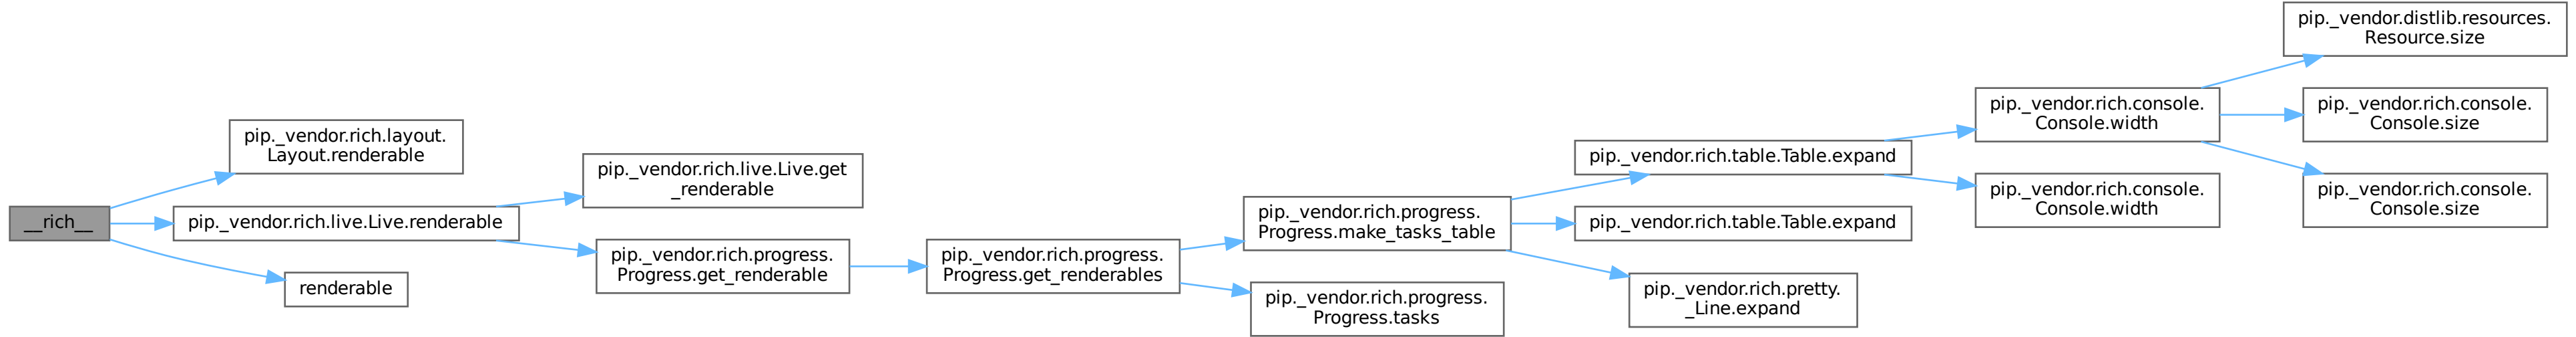 __rich__
pip._vendor.rich.layout.
Layout.renderable
pip._vendor.rich.live.Live.renderable
renderable
pip._vendor.rich.live.Live.get
_renderable
pip._vendor.rich.progress.
Progress.get_renderable
pip._vendor.rich.progress.
Progress.get_renderables
pip._vendor.rich.progress.
Progress.make_tasks_table
pip._vendor.rich.progress.
Progress.tasks
pip._vendor.rich.table.Table.expand
pip._vendor.rich.table.Table.expand
pip._vendor.rich.pretty.
_Line.expand
pip._vendor.rich.console.
Console.width
pip._vendor.rich.console.
Console.width
pip._vendor.distlib.resources.
Resource.size
pip._vendor.rich.console.
Console.size
pip._vendor.rich.console.
Console.size